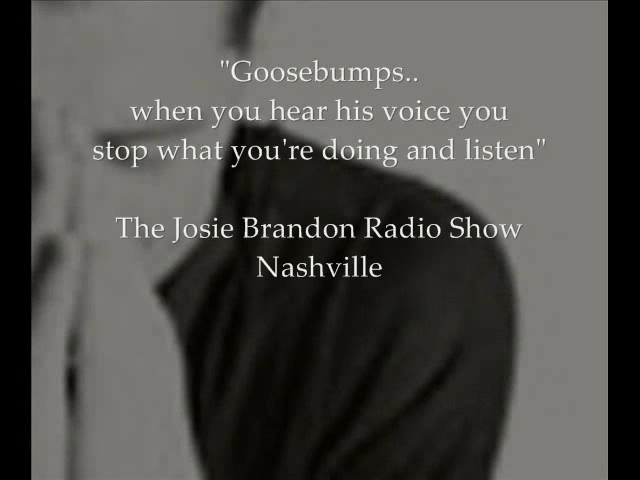 "Goosebumps..
when you hear his voice you
stop what you're doing and listen"
The Josie Brandon Radio Show
Nashville